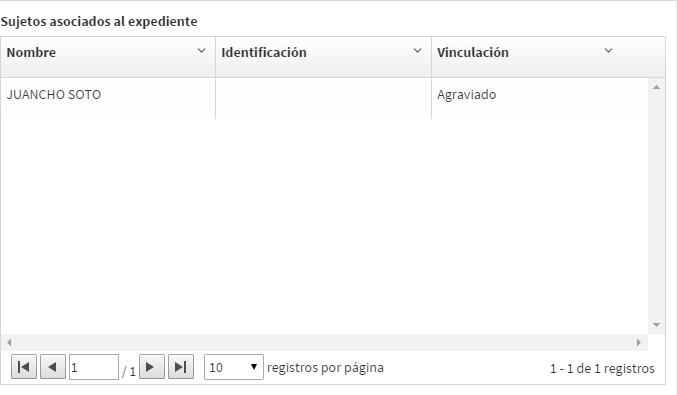 Sujetos asociados al expediente
Nombre Identificación Vinculación
JUANCHO SOTO Agraviado
1 / 1 10 registros por página 1 - 1 de 1 registros